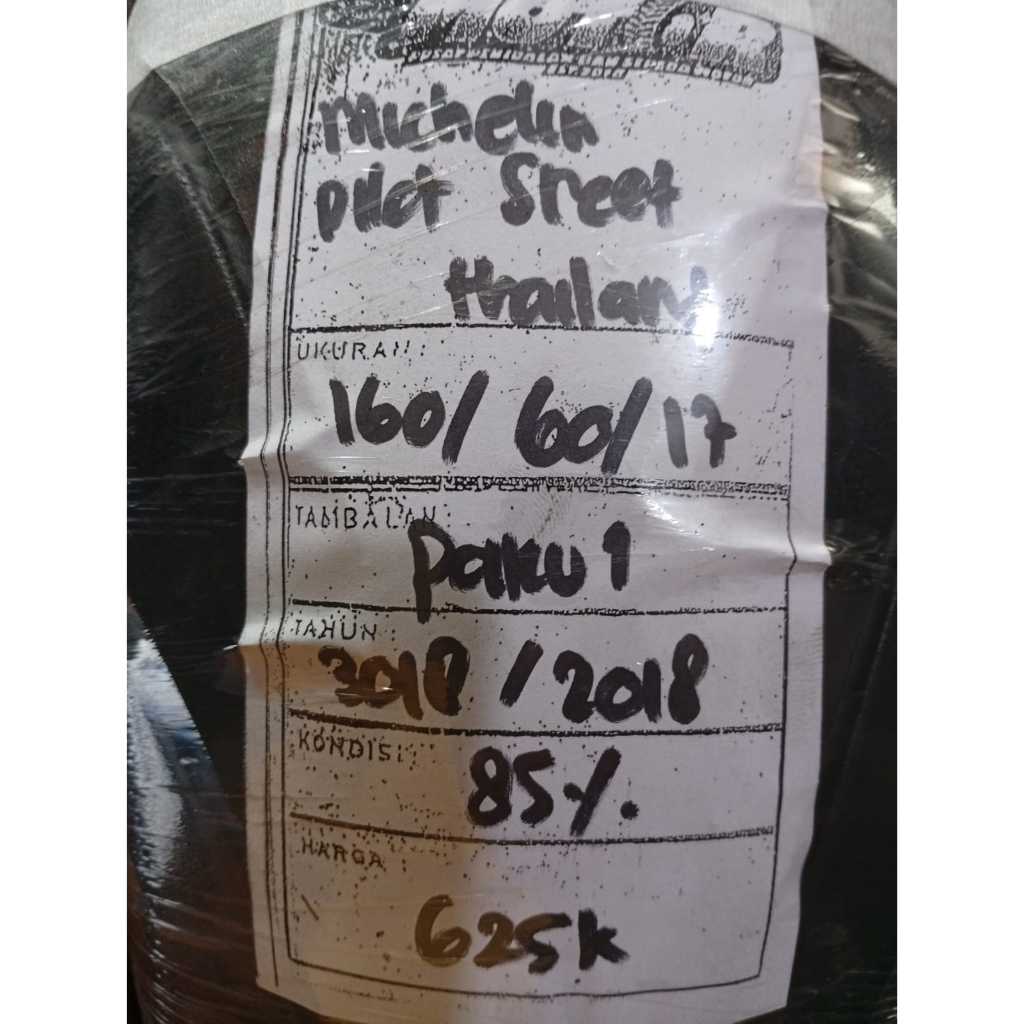 Michelin
Pilot Street
Thailand
UKURAN:
160/60/17
TAMBALAN:
Paku 1
TAHUN:
3018/2018
KONDISI:
85%
HARGA
625k